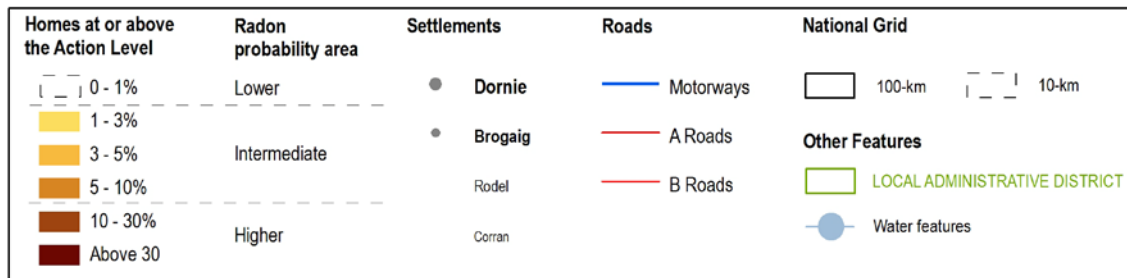 Homes at or above
the Action Level
0 - 1%
1 - 3%
3 - 5%
5 - 10%
10 - 30%
Above 30
Radon
probability area
Lower
Intermediate
Higher
Settlements
Dornie
Brogaig
Rodel
Corran
Roads
Motorways
A Roads
B Roads
National Grid
100-km
10-km
Other Features
LOCAL ADMINISTRATIVE DISTRICT
Water features